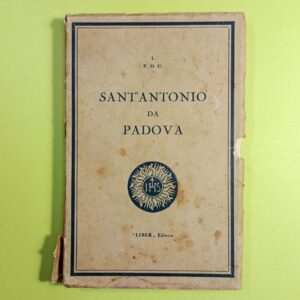 I.
P. D. G.
SANT'ANTONIO
DA
PADOVA
IHS
"LIBER„ Editrice